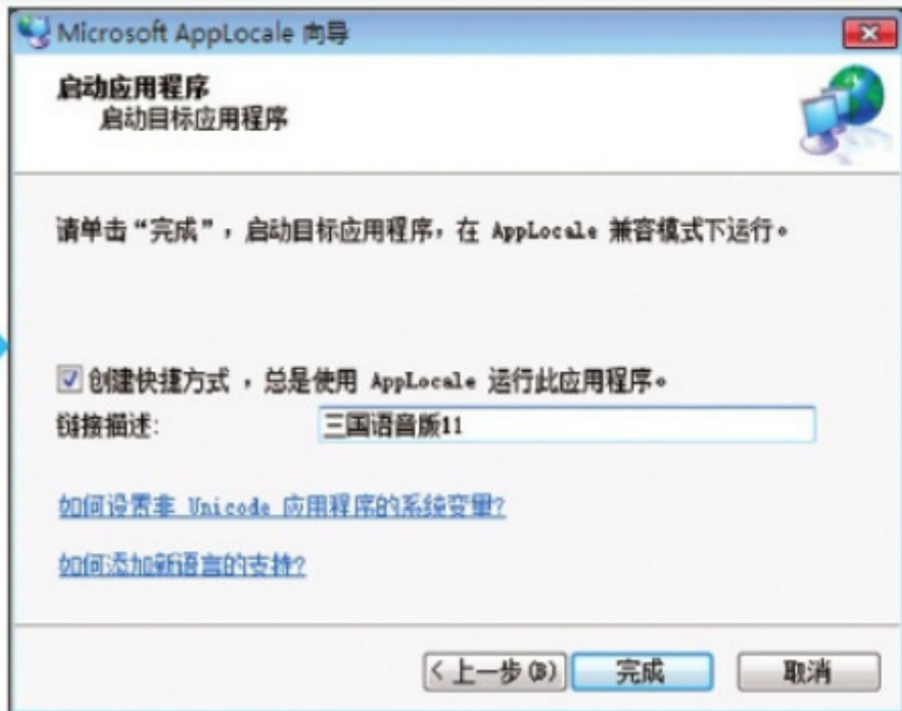 Microsoft AppLocale 向导
启动应用程序
启动目标应用程序
请单击“完成”，启动目标应用程序，在 AppLocale 兼容模式下运行。
创建快捷方式，总是使用 AppLocale 运行此应用程序。
链接描述: 三国语音版11
如何设置非 Unicode 应用程序的系统变量?
如何添加新语言的支持?
< 上一步(B) 完成 取消